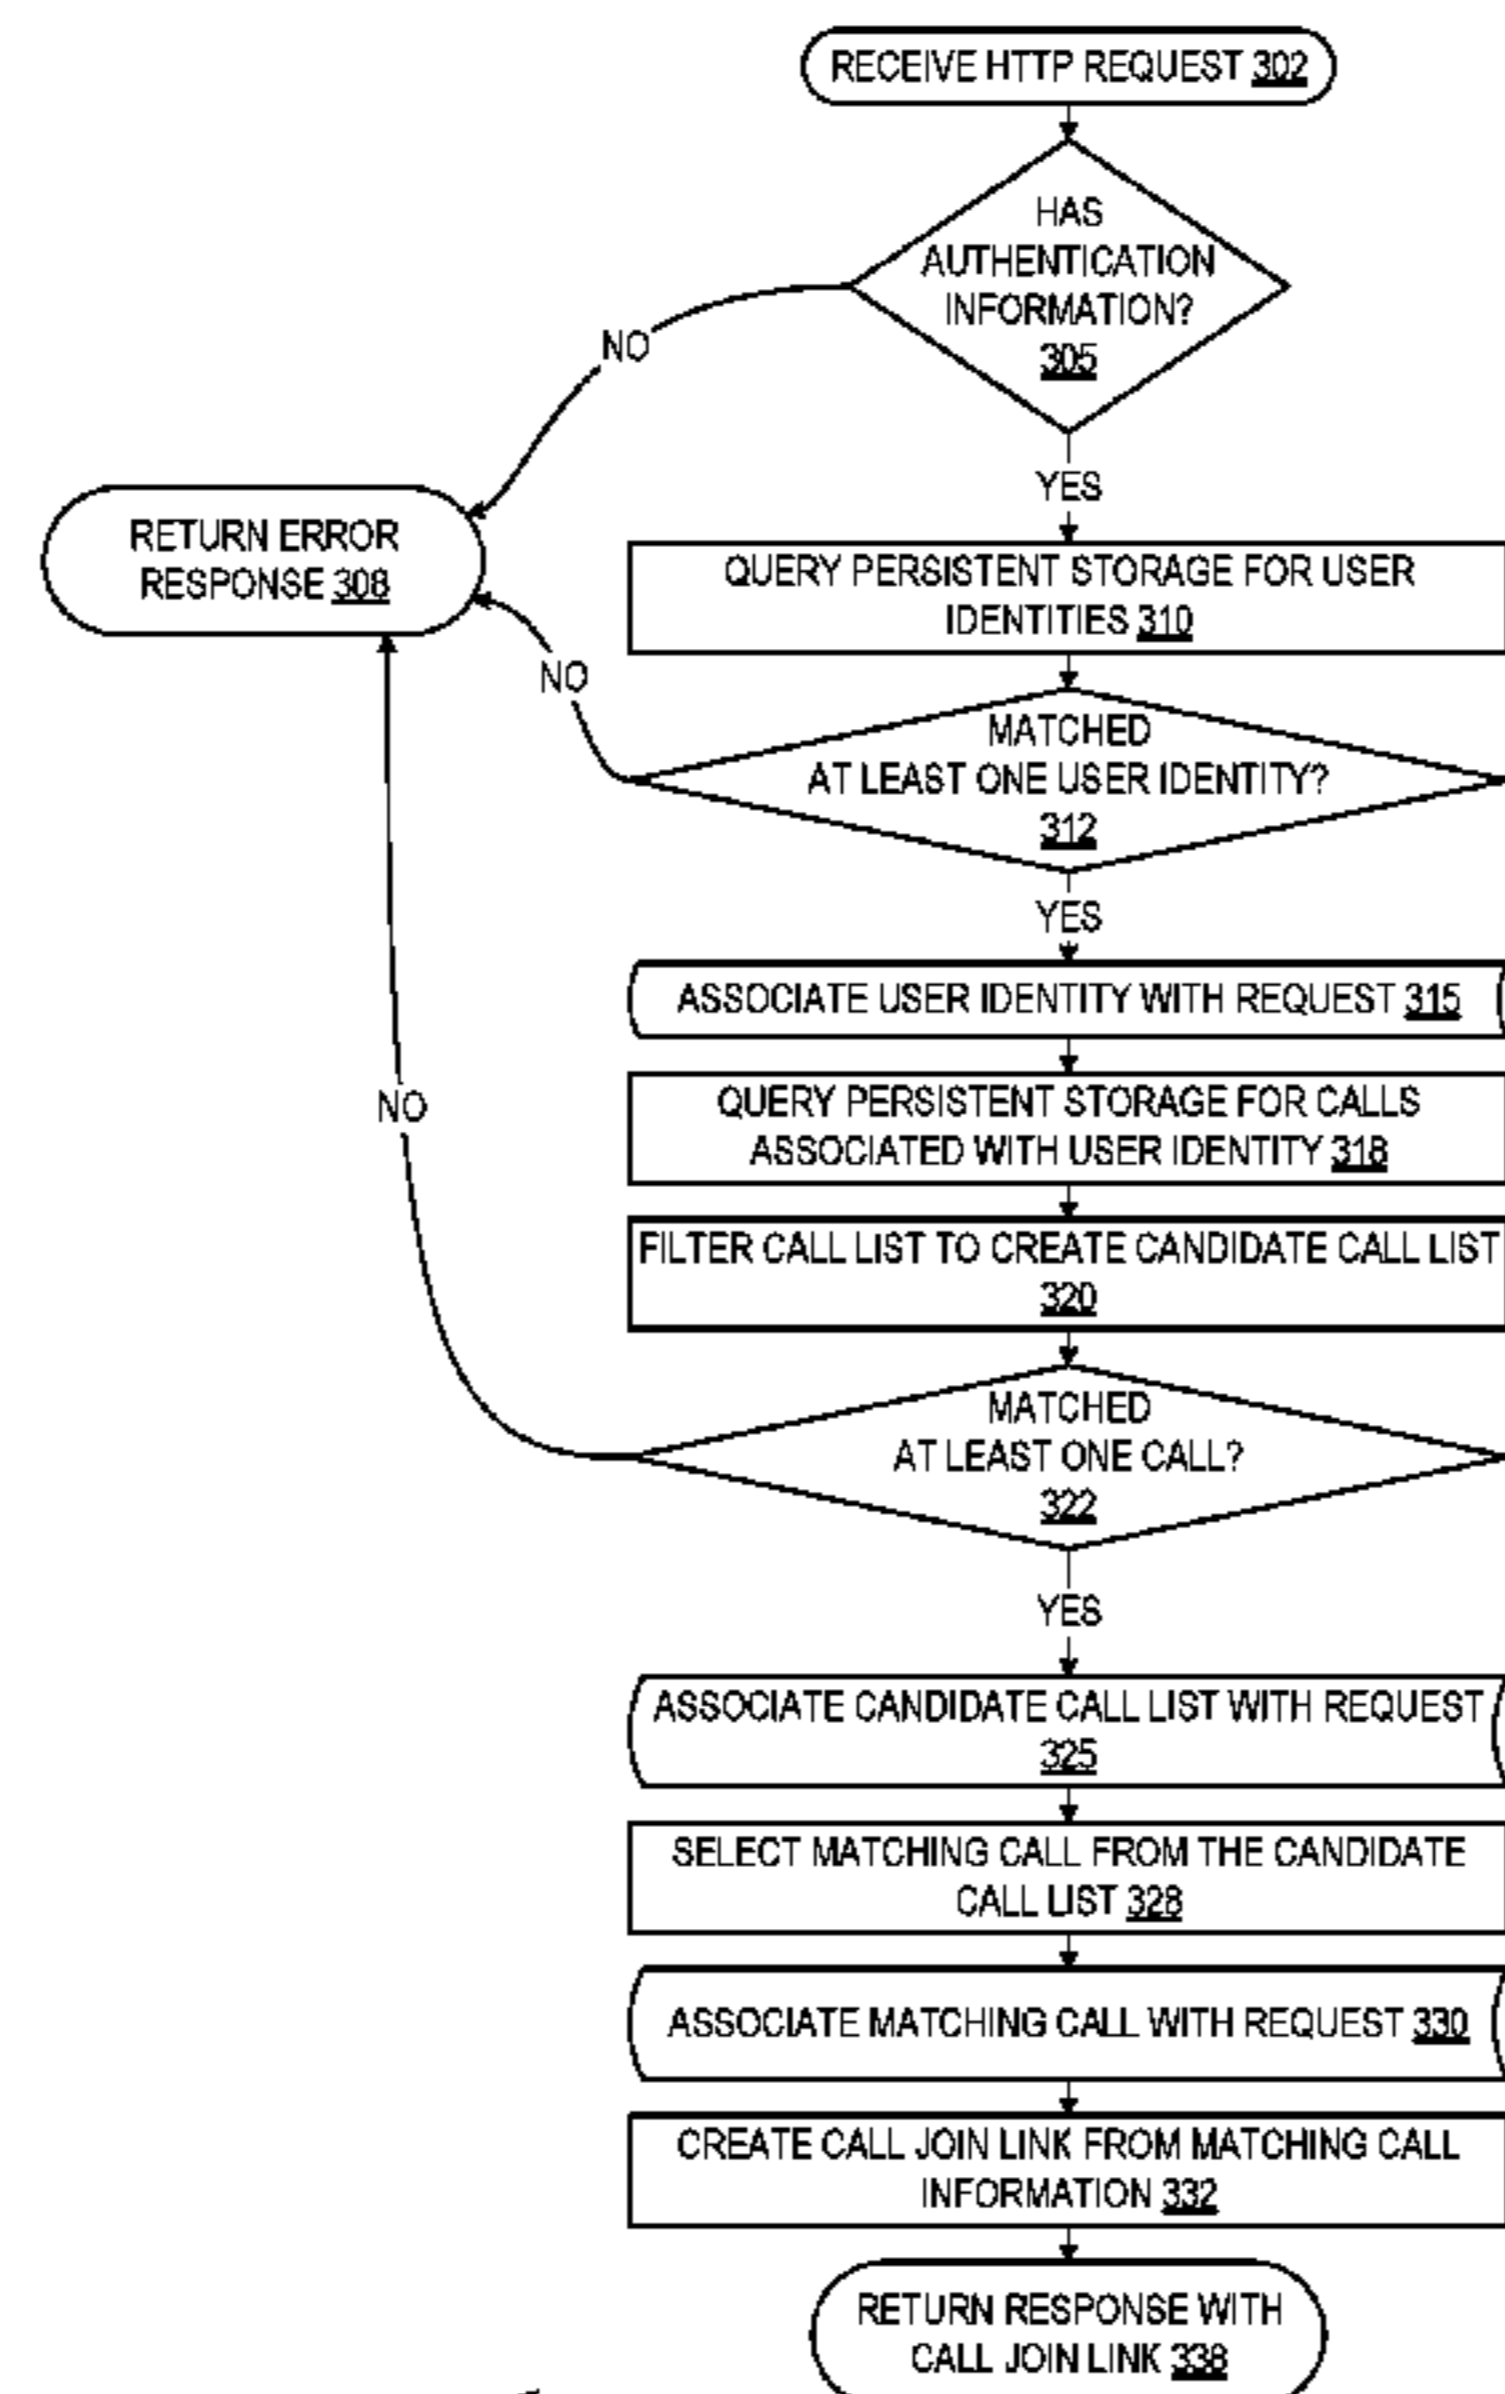 RECEIVE HTTP REQUEST 302
HAS
AUTHENTICATION
INFORMATION?
305
NO
YES
RETURN ERROR
RESPONSE 308
QUERY PERSISTENT STORAGE FOR USER
IDENTITIES 310
NO
MATCHED
AT LEAST ONE USER IDENTITY?
312
YES
ASSOCIATE USER IDENTITY WITH REQUEST 315
QUERY PERSISTENT STORAGE FOR CALLS
ASSOCIATED WITH USER IDENTITY 318
NO
FILTER CALL LIST TO CREATE CANDIDATE CALL LIST
320
MATCHED
AT LEAST ONE CALL?
322
YES
ASSOCIATE CANDIDATE CALL LIST WITH REQUEST
325
SELECT MATCHING CALL FROM THE CANDIDATE
CALL LIST 328
ASSOCIATE MATCHING CALL WITH REQUEST 330
CREATE CALL JOIN LINK FROM MATCHING CALL
INFORMATION 332
RETURN RESPONSE WITH
CALL JOIN LINK 338